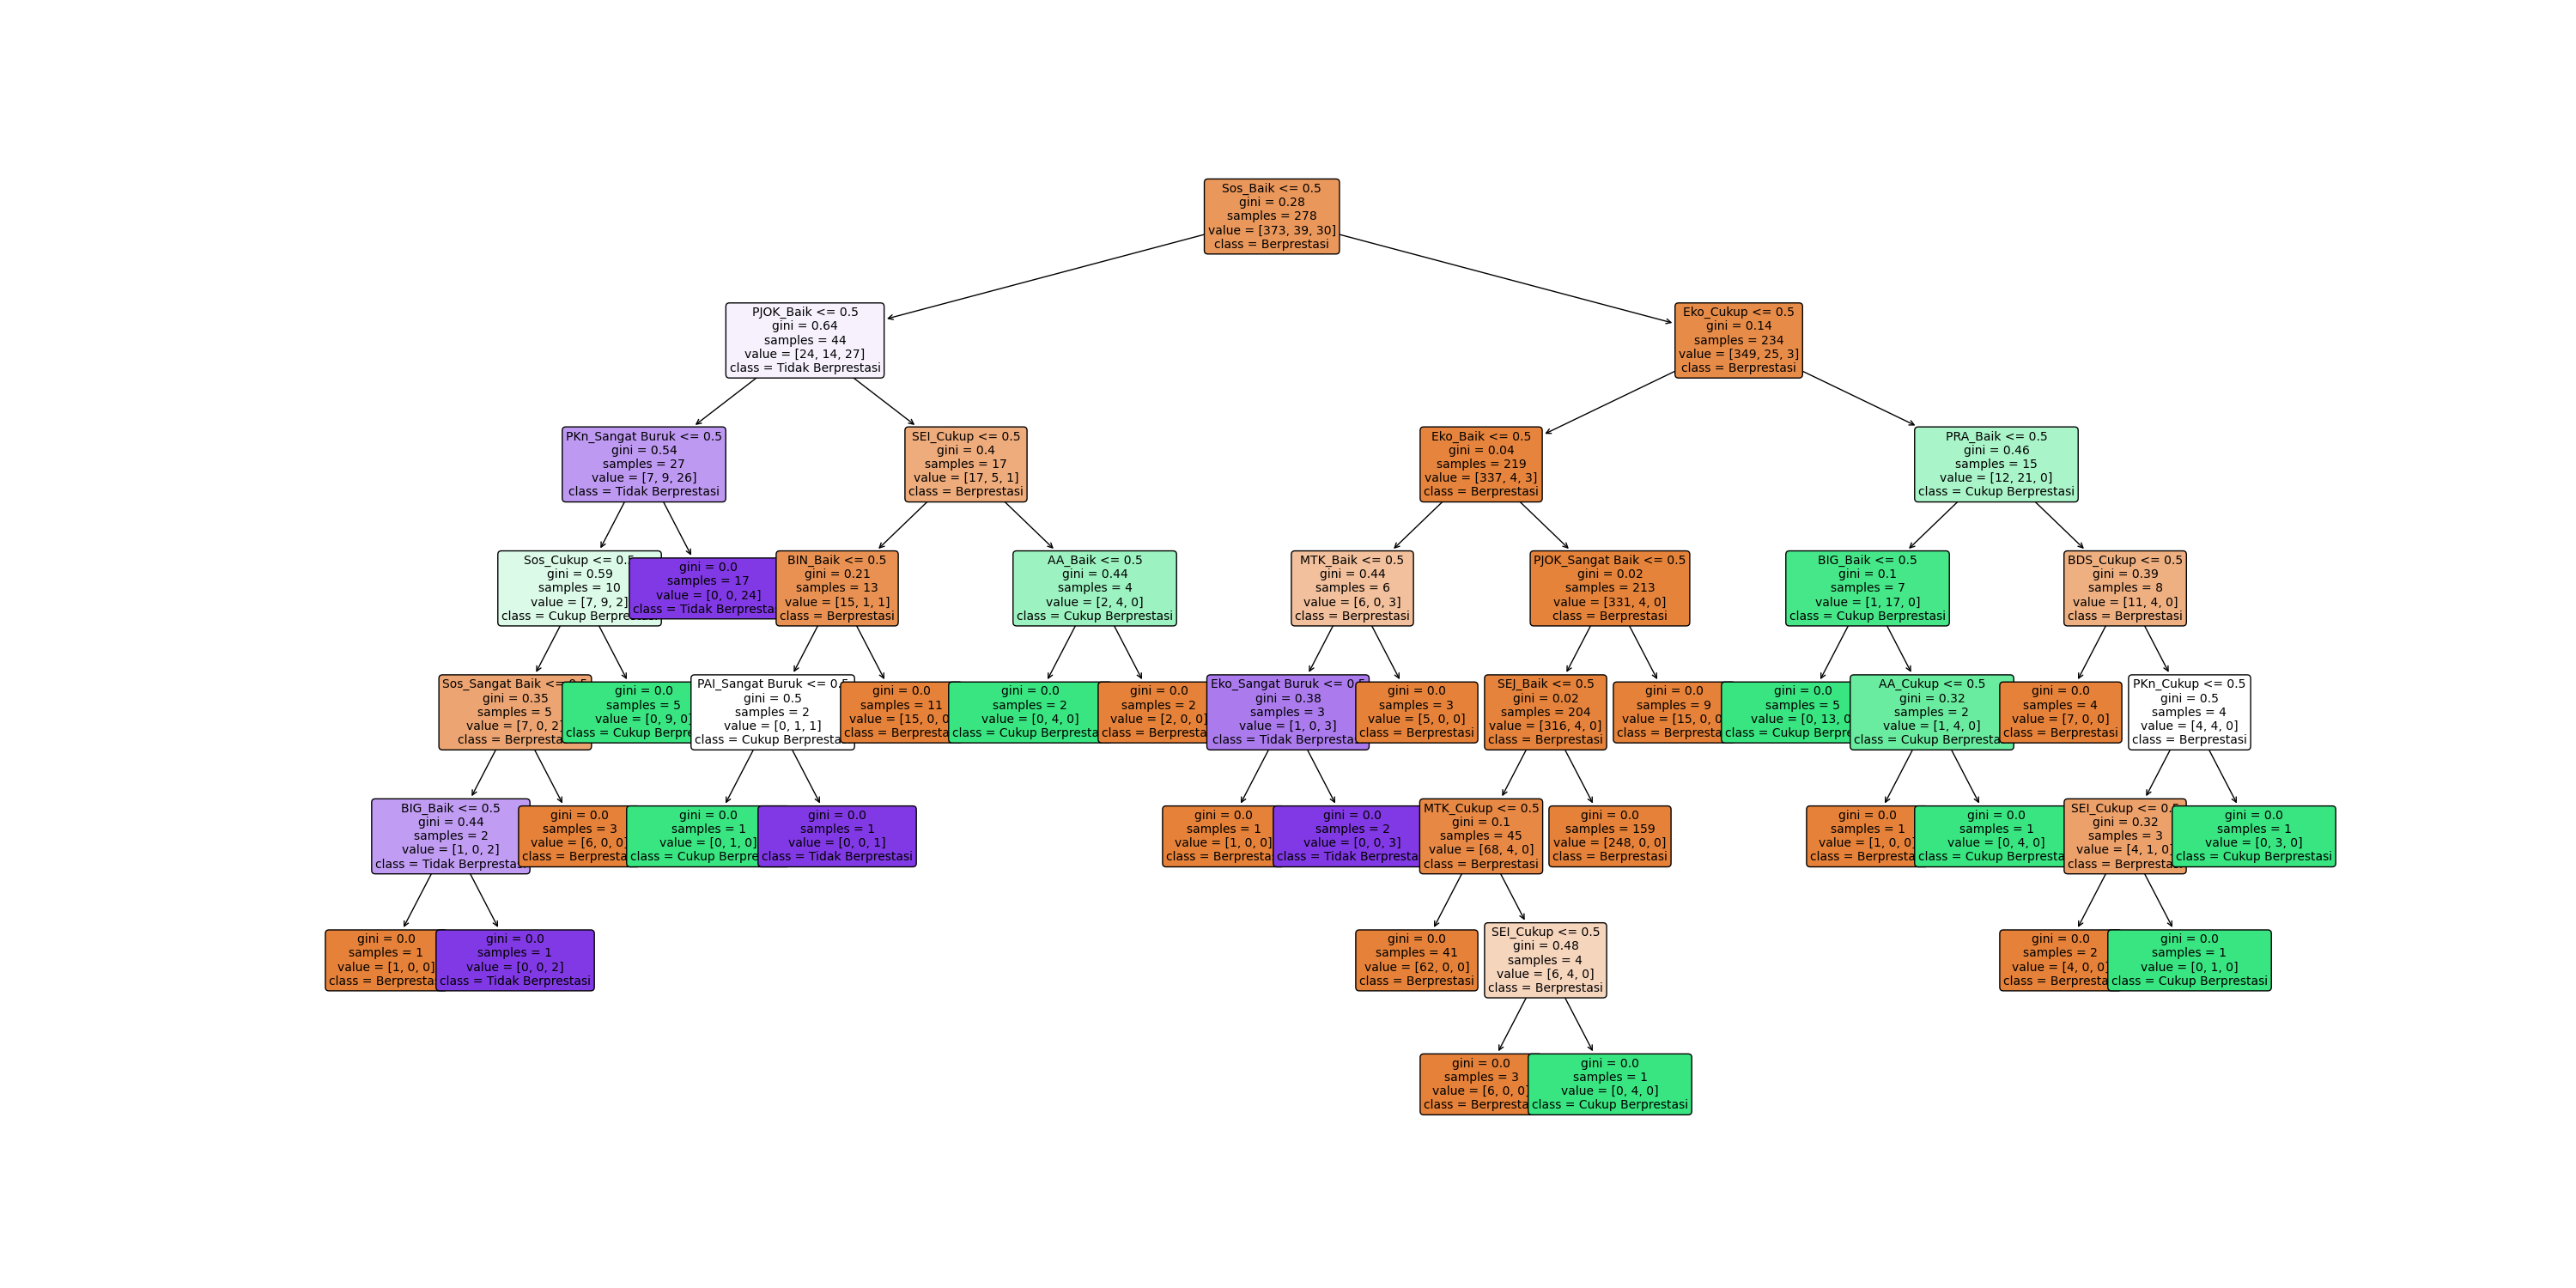 Sos_Baik <= 0.5
gini = 0.28
samples = 278
value = [373, 39, 30]
class = Berprestasi
PJOK_Baik <= 0.5
gini = 0.64
samples = 44
value = [24, 14, 27]
class = Tidak Berprestasi
Eko_Cukup <= 0.5
gini = 0.14
samples = 234
value = [349, 25, 3]
class = Berprestasi
PKn_Sangat Buruk <= 0.5
gini = 0.54
samples = 27
value = [7, 9, 26]
class = Tidak Berprestasi
SEI_Cukup <= 0.5
gini = 0.4
samples = 17
value = [17, 5, 1]
class = Berprestasi
Eko_Baik <= 0.5
gini = 0.04
samples = 219
value = [337, 4, 3]
class = Berprestasi
PRA_Baik <= 0.5
gini = 0.46
samples = 15
value = [12, 21, 0]
class = Cukup Berprestasi
Sos_Cukup <= 0.5
gini = 0.59
samples = 10
value = [7, 9, 2]
class = Cukup
gini = 0.0
samples = 17
value = [0, 0, 24]
class = Tidak
BIN_Baik <= 0.5
gini = 0.21
samples = 13
value = [15, 1, 1]
class = Berprestasi
AA_Baik <= 0.5
gini = 0.44
samples = 4
value = [2, 4, 0]
class = Cukup Berprestasi
MTK_Baik <= 0.5
gini = 0.44
samples = 6
value = [6, 0, 3]
class = Berprestasi
PJOK_Sangat Baik <= 0.5
gini = 0.02
samples = 213
value = [331, 4, 0]
class = Berprestasi
BIG_Baik <= 0.5
gini = 0.1
samples = 7
value = [1, 17, 0]
class = Cukup Berprestasi
BDS_Cukup <= 0.5
gini = 0.39
samples = 8
value = [11, 4, 0]
class = Berprestasi
Sos_Sangat Baik <= 0.5
gini = 0.35
samples = 5
value = [7, 0, 2]
class =
gini = 0.0
samples = 5
value = [0, 9, 0]
class = Cukup
PAI_Sangat Buruk <= 0.5
gini = 0.5
samples = 2
value = [0, 1, 1]
class = Cukup
gini = 0.0
samples = 11
value = [15, 0, 0
class =
gini = 0.0
samples = 2
value = [0, 4, 0]
class = Cukup
gini = 0.0
samples = 2
value = [2, 0, 0]
class =
Eko_Sangat Buruk <= 0.5
gini = 0.38
samples = 3
value = [1, 0, 3]
class = Tidak
gini = 0.0
samples = 3
value = [5, 0, 0]
class = Berprestasi
SEJ_Baik <= 0.5
gini = 0.02
samples = 204
value = [316, 4, 0]
class = Berprestasi
gini = 0.0
samples = 9
value = [15, 0, 0
class =
gini = 0.0
samples = 5
value = [0, 13, 0
class = Cukup
AA_Cukup <= 0.5
gini = 0.32
samples = 2
value = [1, 4, 0]
class = Cukup
gini = 0.0
samples = 4
value = [7, 0, 0]
class = Berprestasi
PKn_Cukup <= 0.5
gini = 0.5
samples = 4
value = [4, 4, 0]
class = Berprestasi
BIG_Baik <= 0.5
gini = 0.44
samples = 2
value = [1, 0, 2]
class = Tidak
gini = 0.0
samples = 3
value = [6, 0, 0]
class =
gini = 0.0
samples = 1
value = [0, 1, 0]
class = Cukup
gini = 0.0
samples = 1
value = [0, 0, 1]
class = Tidak Berprestasi
gini = 0.0
samples = 1
value = [1, 0, 0]
class =
gini = 0.0
samples = 2
value = [0, 0, 3]
class = Tidak
MTK_Cukup <= 0.5
gini = 0.1
samples = 45
value = [68, 4, 0]
class = Berprestasi
gini = 0.0
samples = 159
value = [248, 0, 0]
class = Berprestasi
gini = 0.0
samples = 1
value = [1, 0, 0]
class =
gini = 0.0
samples = 1
value = [0, 4, 0]
class = Cukup
SEI_Cukup <= 0.5
gini = 0.32
samples = 3
value = [4, 1, 0
class =
gini = 0.0
samples = 1
value = [0, 3, 0]
class = Cukup Berprestasi
gini = 0.0
samples = 1
value = [1, 0, 0]
class =
gini = 0.0
samples = 1
value = [0, 0, 2]
class = Tidak Berprestasi
gini = 0.0
samples = 41
value = [62, 0, 0]
class = Berprestasi
SEI_Cukup <= 0.5
gini = 0.48
samples = 4
value = [6, 4, 0]
class = Berprestasi
gini = 0.0
samples = 2
value = [4, 0, 0]
class =
gini = 0.0
samples = 1
value = [0, 1, 0]
class = Cukup Berprestasi
gini = 0.0
samples = 3
value = [6, 0, 0]
class =
gini = 0.0
samples = 1
value = [0, 4, 0]
class = Cukup Berprestasi